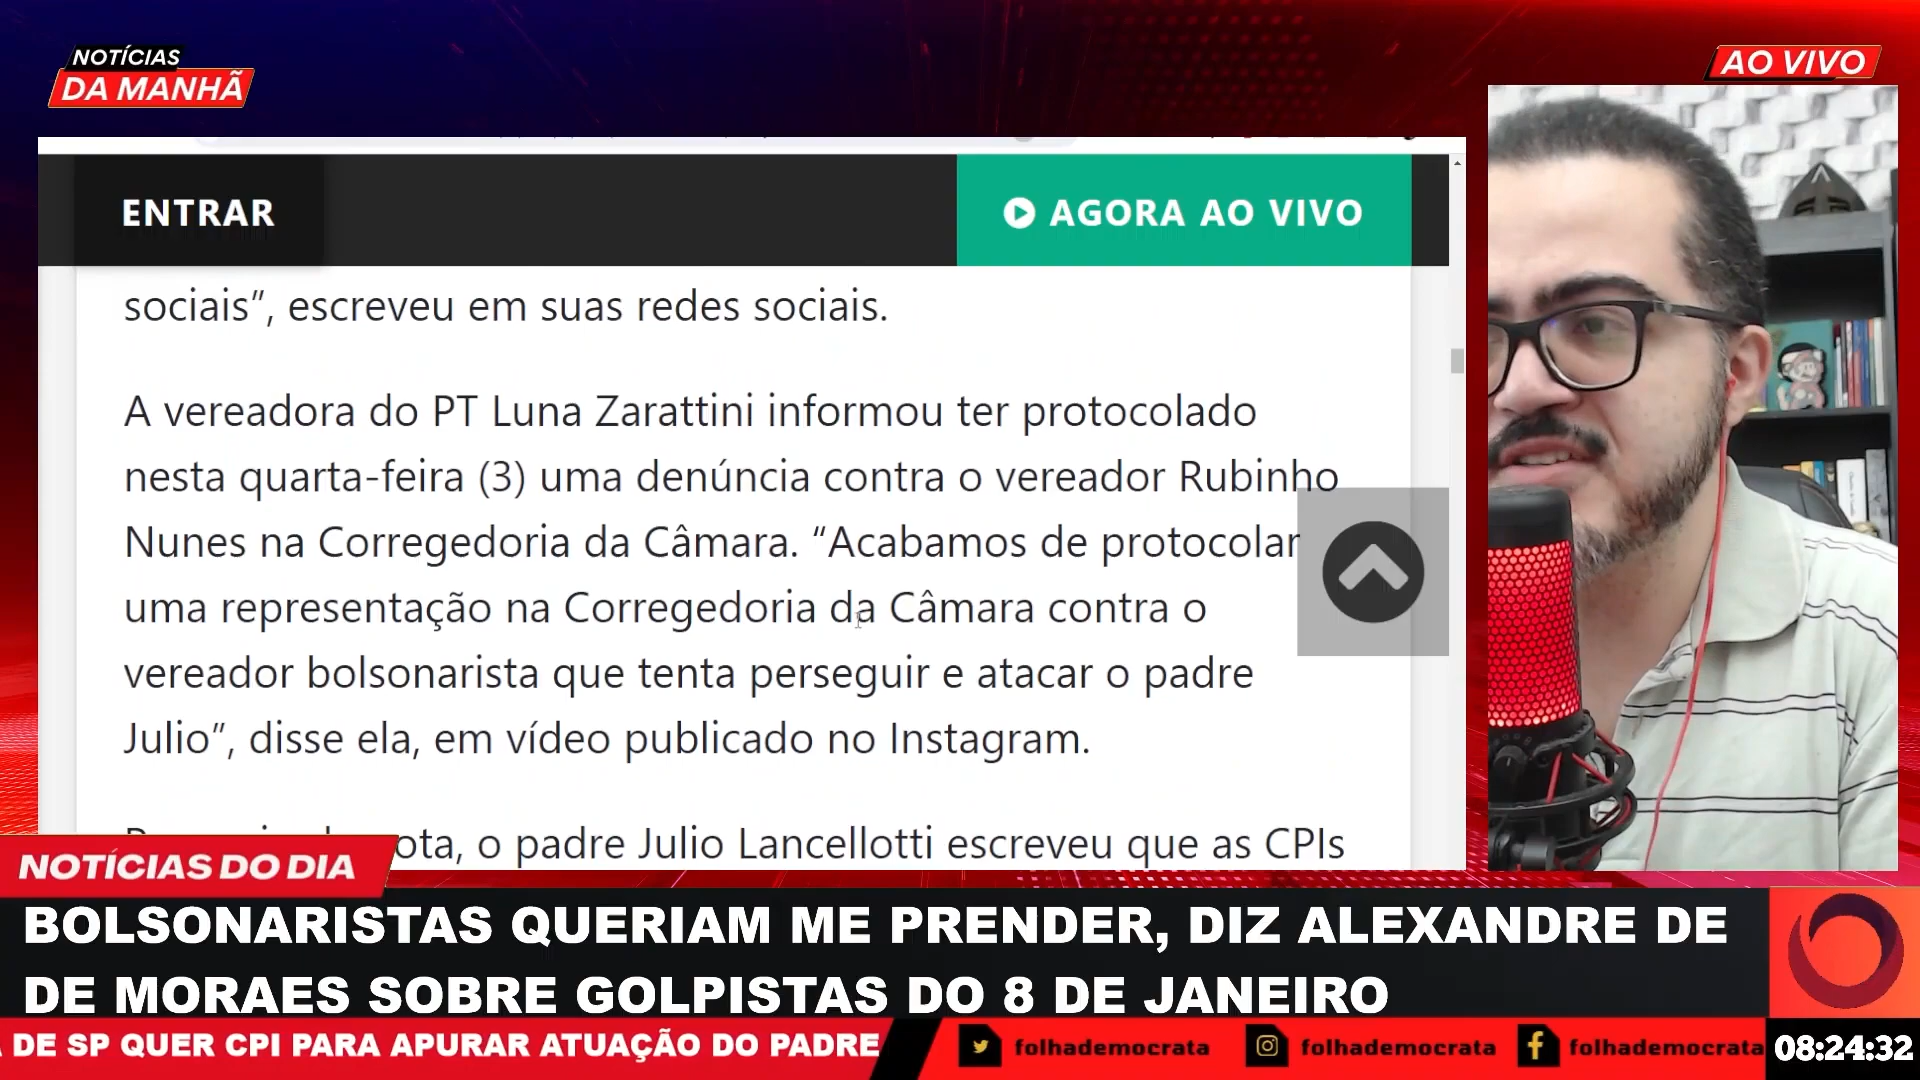 NOTÍCIAS
DA MANHÃ
AO VIVO
ENTRAR
AGORA AO VIVO
sociais”, escreveu em suas redes sociais.
A vereadora do PT Luna Zarattini informou ter protocolado
nesta quarta-feira (3) uma denúncia contra o vereador Rubinho
Nunes na Corregedoria da Câmara. “Acabamos de protocolar
uma representação na Corregedoria da Câmara contra o
vereador bolsonarista que tenta perseguir e atacar o padre
Julio”, disse ela, em vídeo publicado no Instagram.
o padre Julio Lancellotti escreveu que as CPIs
NOTÍCIAS DO DIA
BOLSONARISTAS QUERIAM ME PRENDER, DIZ ALEXANDRE DE
DE MORAES SOBRE GOLPISTAS DO 8 DE JANEIRO
DE SP QUER CPI PARA APURAR ATUAÇÃO DO PADRE
folhademocrata
folhademocrata
folhademocrata
08:24:32